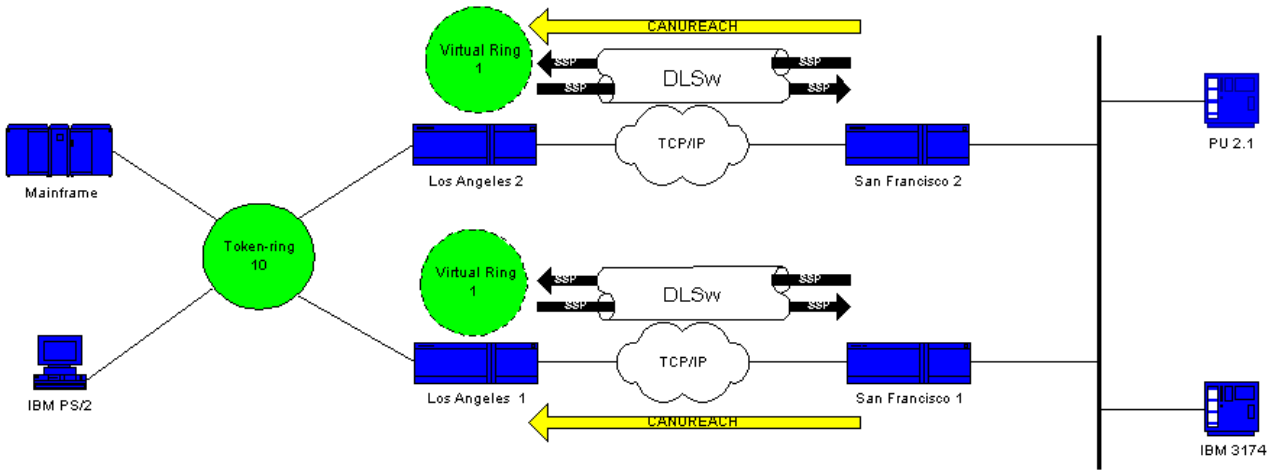 CANUREACH
Virtual Ring
1
SSP
SSP
DLSw
SSP
SSP
TCP/IP
Mainframe
Los Angeles 2
San Francisco 2
PU 2.1
Token-ring
10
Virtual Ring
1
SSP
SSP
DLSw
SSP
SSP
TCP/IP
IBM PS/2
Los Angeles 1
San Francisco 1
CANUREACH
IBM 3174